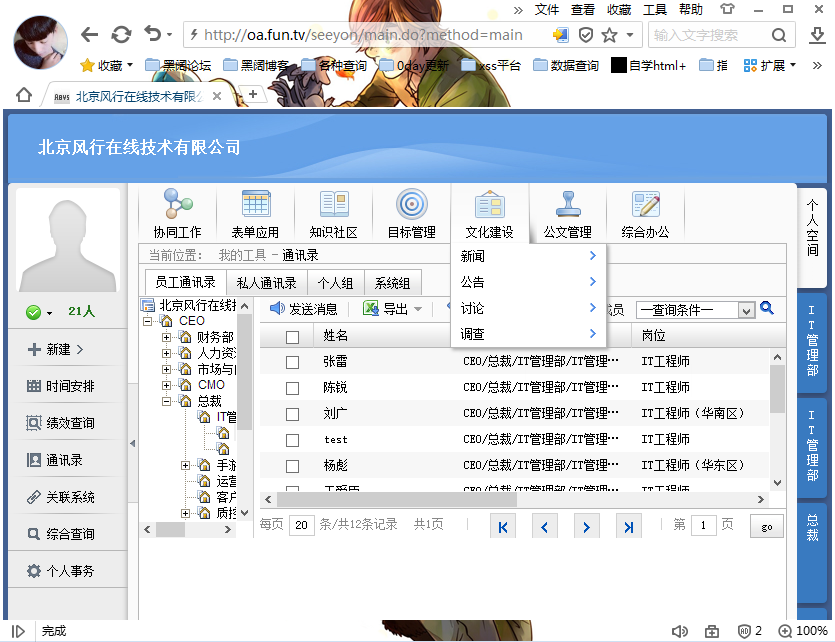 » 文件 查看 收藏 工具 帮助
http://oa.fun.tv/seeyon/main.do?method=main
输入文字搜索
收藏 黑阔论坛 黑阔博客 各种查询 0day更新 xss平台 数据查询 自学html+ 指 扩展 »
北京风行在线技术有限公
北京风行在线技术有限公司
协同工作 表单应用 知识社区 目标管理 文化建设 公文管理 综合办公
个人空间
当前位置: 我的工具 - 通讯录
新闻
公告
讨论
调查
员工通讯录 私人通讯录 个人组 系统组
21人
新建
时间安排
绩效查询
通讯录
关联系统
综合查询
个人事务
北京风行在线技
CEO
财务部
人力资
市场与
CMO
总裁
IT管
手游
运营
客户
质控
发送消息 导出 员 —查询条件—
姓名 岗位
张雷 CEO/总裁/IT管理部/IT管理… IT工程师
陈锐 CEO/总裁/IT管理部/IT管理… IT工程师
刘广 CEO/总裁/IT管理部/IT管理… IT工程师（华南区）
test CEO/总裁/IT管理部/IT管理… IT工程师
杨彪 CEO/总裁/IT管理部/IT管理… IT工程师（华东区）
CEO/总裁/IT管理部/IT管理… IT工程师
每页 20 条/共12条记录 共1页 第 1 页 go
IT管理部
IT管理部
总裁
完成
2 100%